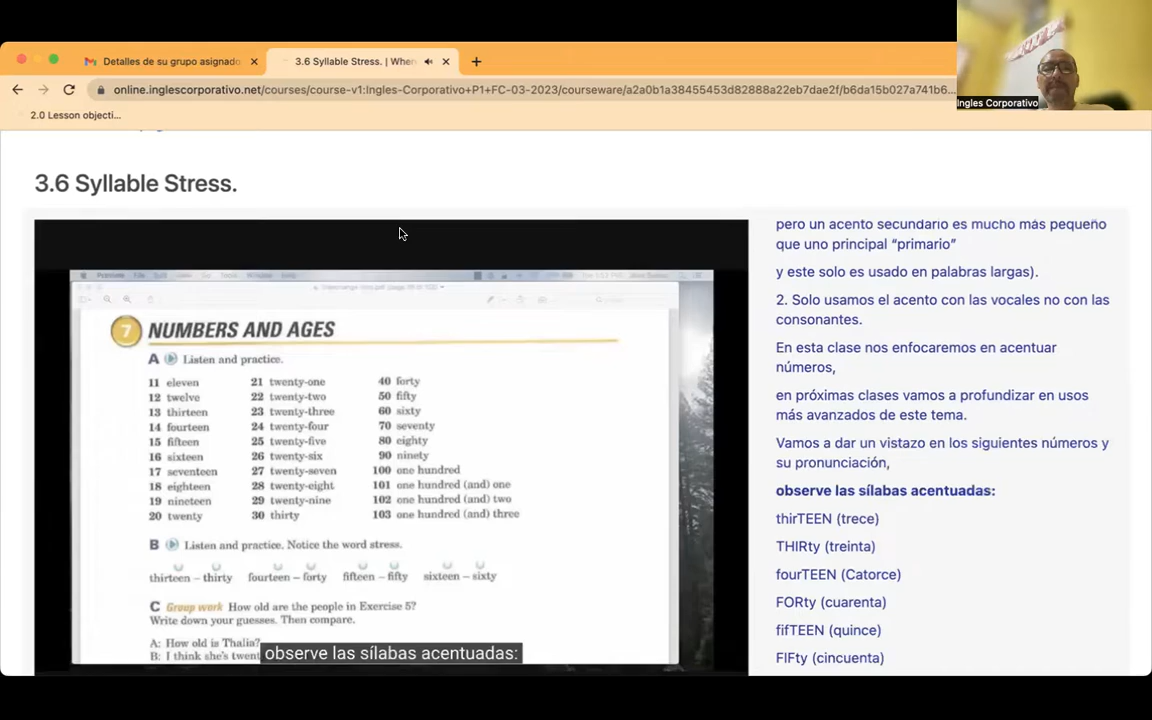 Detalles de su grupo asignado
3.6 Syllable Stress. | When
online.inglescorporativo.net/courses/course-v1:Ingles-Corporativo+P1+FC-03-2023/courseware/a2a0b1a38455453d82888a22eb7dae2f/b6da15b027a741b6...
Ingles Corporativo
2.0 Lesson objecti...
3.6 Syllable Stress.
7 NUMBERS AND AGES
A Listen and practice.
11 eleven 21 twenty-one 40 forty
12 twelve 22 twenty-two 50 fifty
13 thirteen 23 twenty-three 60 sixty
14 fourteen 24 twenty-four 70 seventy
15 fifteen 25 twenty-five 80 eighty
16 sixteen 26 twenty-six 90 ninety
17 seventeen 27 twenty-seven 100 one hundred
18 eighteen 28 twenty-eight 101 one hundred (and) one
19 nineteen 29 twenty-nine 102 one hundred (and) two
20 twenty 30 thirty 103 one hundred (and) three
B Listen and practice. Notice the word stress.
thirteen – thirty fourteen – forty fifteen – fifty sixteen – sixty
C Group work How old are the people in Exercise 5?
Write down your guesses. Then compare.
A: How old is Thalia?
B: I think she's twent
observe las sílabas acentuadas:
pero un acento secundario es mucho más pequeño
que uno principal “primario”
y este solo es usado en palabras largas).
2. Solo usamos el acento con las vocales no con las
consonantes.
En esta clase nos enfocaremos en acentuar
números,
en próximas clases vamos a profundizar en usos
más avanzados de este tema.
Vamos a dar un vistazo en los siguientes números y
su pronunciación,
observe las sílabas acentuadas:
thirTEEN (trece)
THIRty (treinta)
fourTEEN (Catorce)
FORty (cuarenta)
fifTEEN (quince)
FIFty (cincuenta)